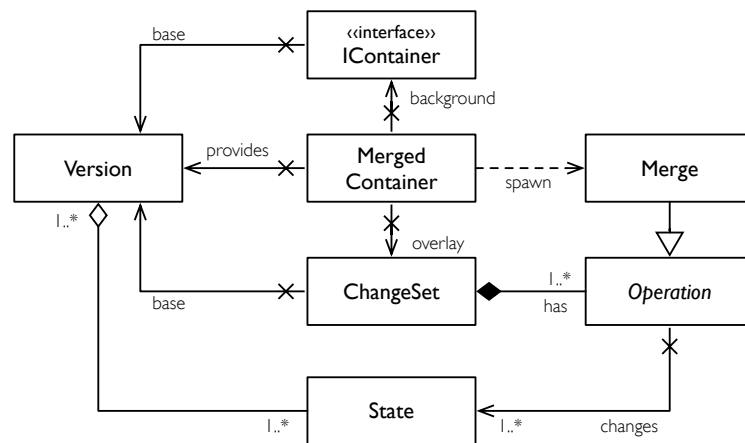 ‹‹interface››
IContainer
base
background
Version
provides
Merged
Container
spawn
Merge
1..*
overlay
base
ChangeSet
1..*
has
Operation
1..*
State
1..*
changes